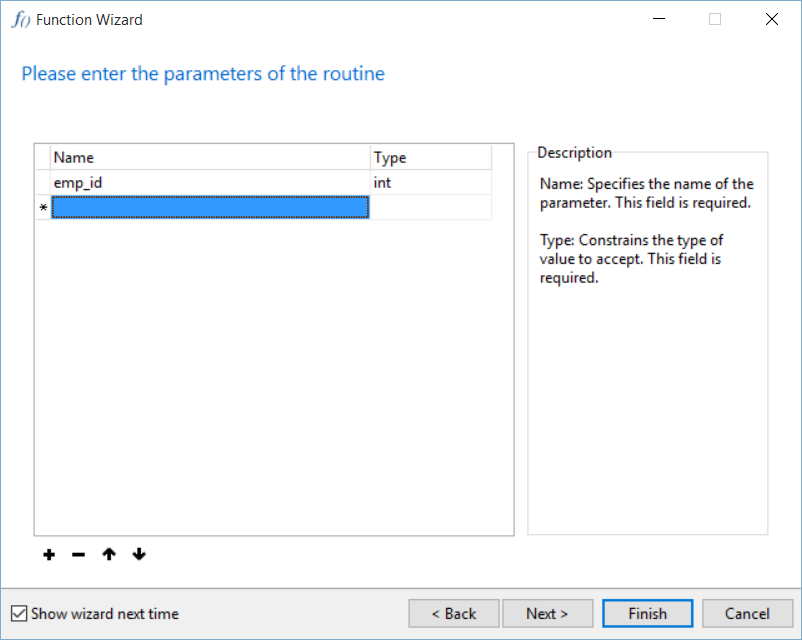 f() Function Wizard
Please enter the parameters of the routine
Name Type
emp_id int
*
Description
Name: Specifies the name of the
parameter. This field is required.
Type: Constrains the type of
value to accept. This field is
required.
Show wizard next time
< Back Next > Finish Cancel